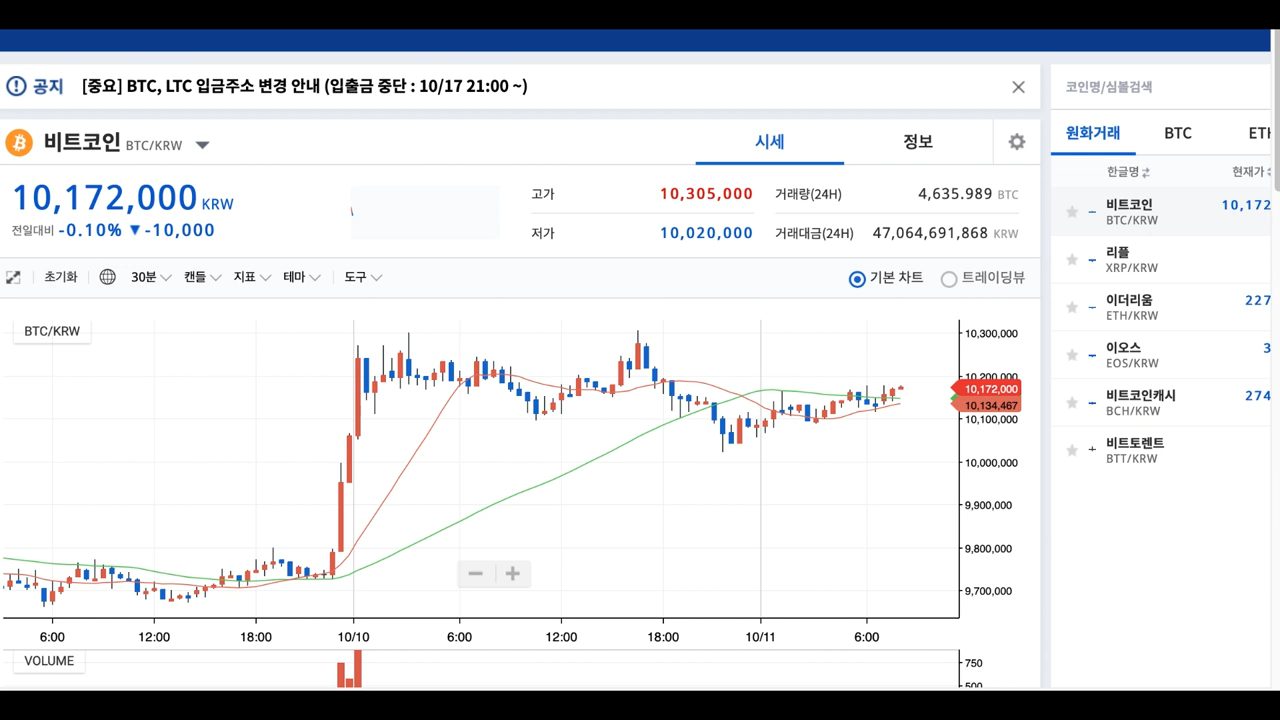 공지 [중요] BTC, LTC 입금주소 변경 안내 (입출금 중단 : 10/17 21:00 ~)
비트코인 BTC/KRW
시세 정보
10,172,000 KRW
전일대비 -0.10% ▼ -10,000
고가 10,305,000
저가 10,020,000
거래량(24H) 4,635.989 BTC
거래대금(24H) 47,064,691,868 KRW
초기화 30분 캔들 지표 테마 도구
기본 차트 트레이딩뷰
BTC/KRW
10,300,000
10,200,000
10,172,000
10,134,467
10,100,000
10,000,000
9,900,000
9,800,000
9,700,000
6:00 12:00 18:00 10/10 6:00 12:00 18:00 10/11 6:00
VOLUME
750
500
코인명/심볼검색
원화거래 BTC ETH
한글명 현재가
비트코인 10,172
BTC/KRW
리플
XRP/KRW
이더리움 227
ETH/KRW
이오스 3
EOS/KRW
비트코인캐시 274
BCH/KRW
비트토렌트
BTT/KRW